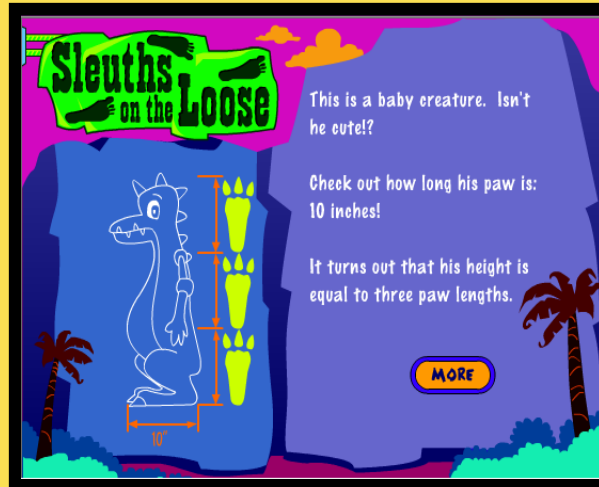 Sleuths
on the Loose
This is a baby creature.  Isn't
he cute!?
Check out how long his paw is:
10 inches!
It turns out that his height is
equal to three paw lengths.
MORE
10"